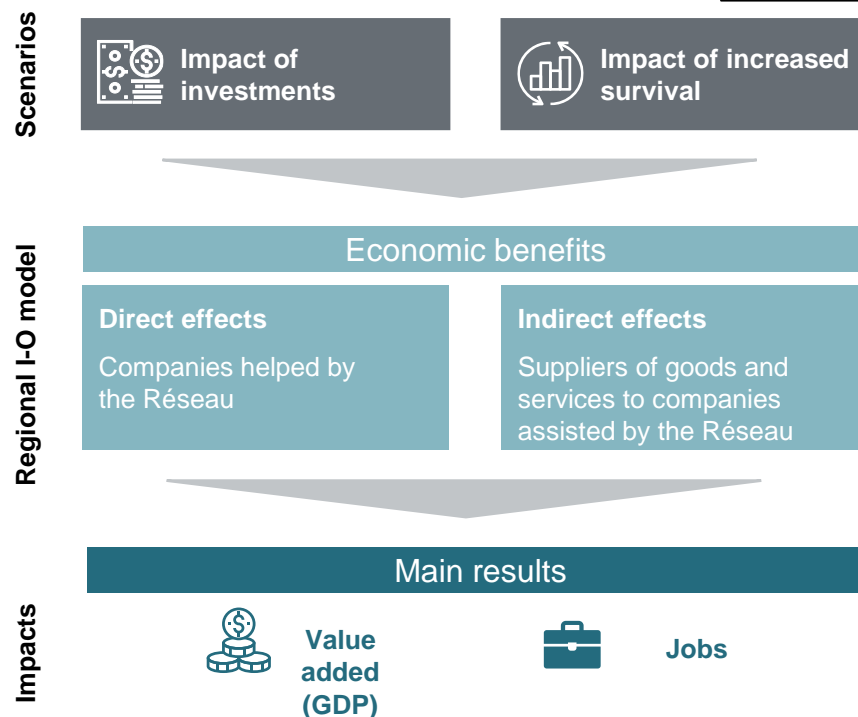 Scenarios
Impact of
investments
Impact of increased
survival
Regional I-O model
Economic benefits
Direct effects
Companies helped by
the Réseau
Indirect effects
Suppliers of goods and
services to companies
assisted by the Réseau
Impacts
Main results
Value
added
(GDP)
Jobs